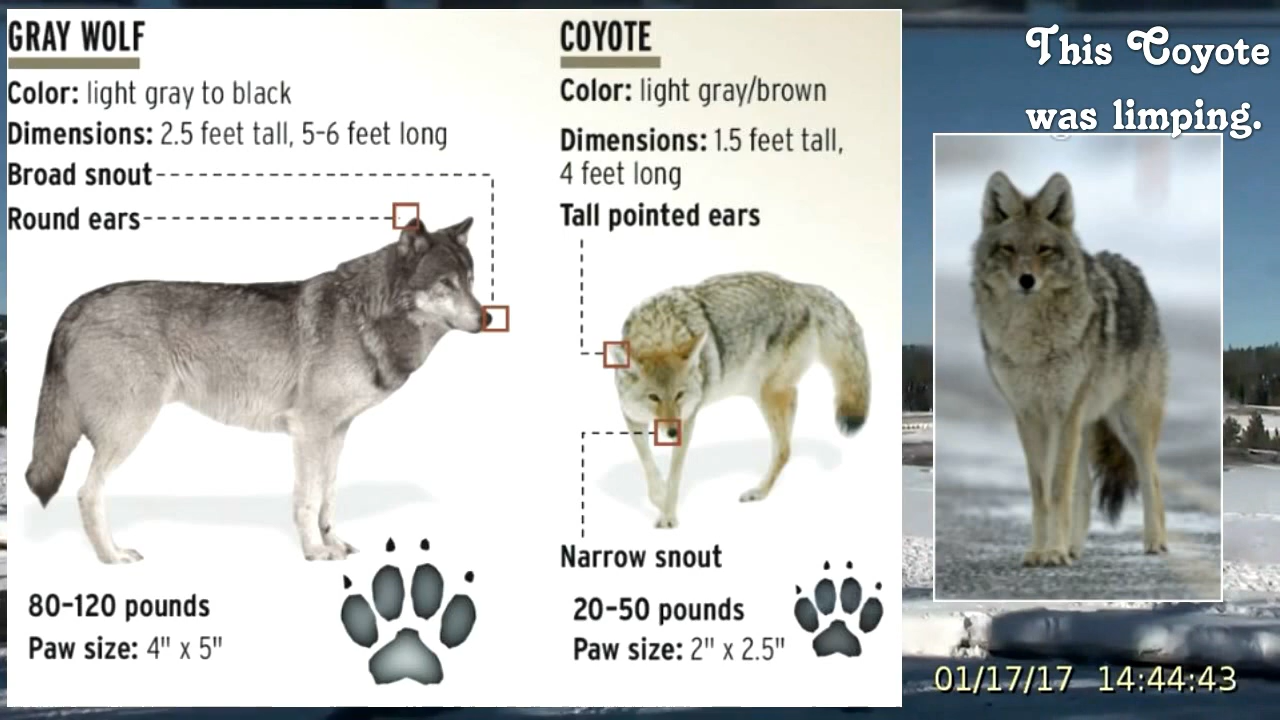 GRAY WOLF
Color: light gray to black
Dimensions: 2.5 feet tall, 5-6 feet long
Broad snout
Round ears
80-120 pounds
Paw size: 4" x 5"
COYOTE
Color: light gray/brown
Dimensions: 1.5 feet tall,
4 feet long
Tall pointed ears
Narrow snout
20-50 pounds
Paw size: 2" x 2.5"
This Coyote
was limping.
01/17/17 14:44:43